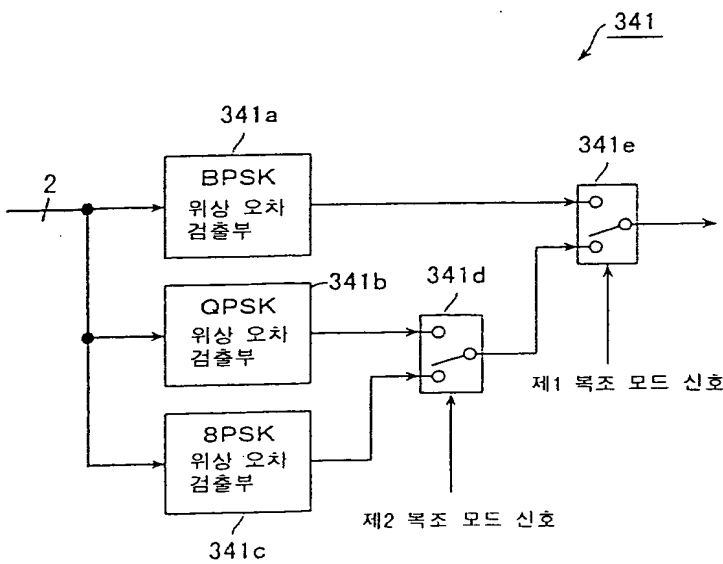 341
341a
BPSK
위상 오차
검출부
2
341e
341b
QPSK
위상 오차
검출부
341d
제1 복조 모드 신호
8PSK
위상 오차
검출부
제2 복조 모드 신호
341c